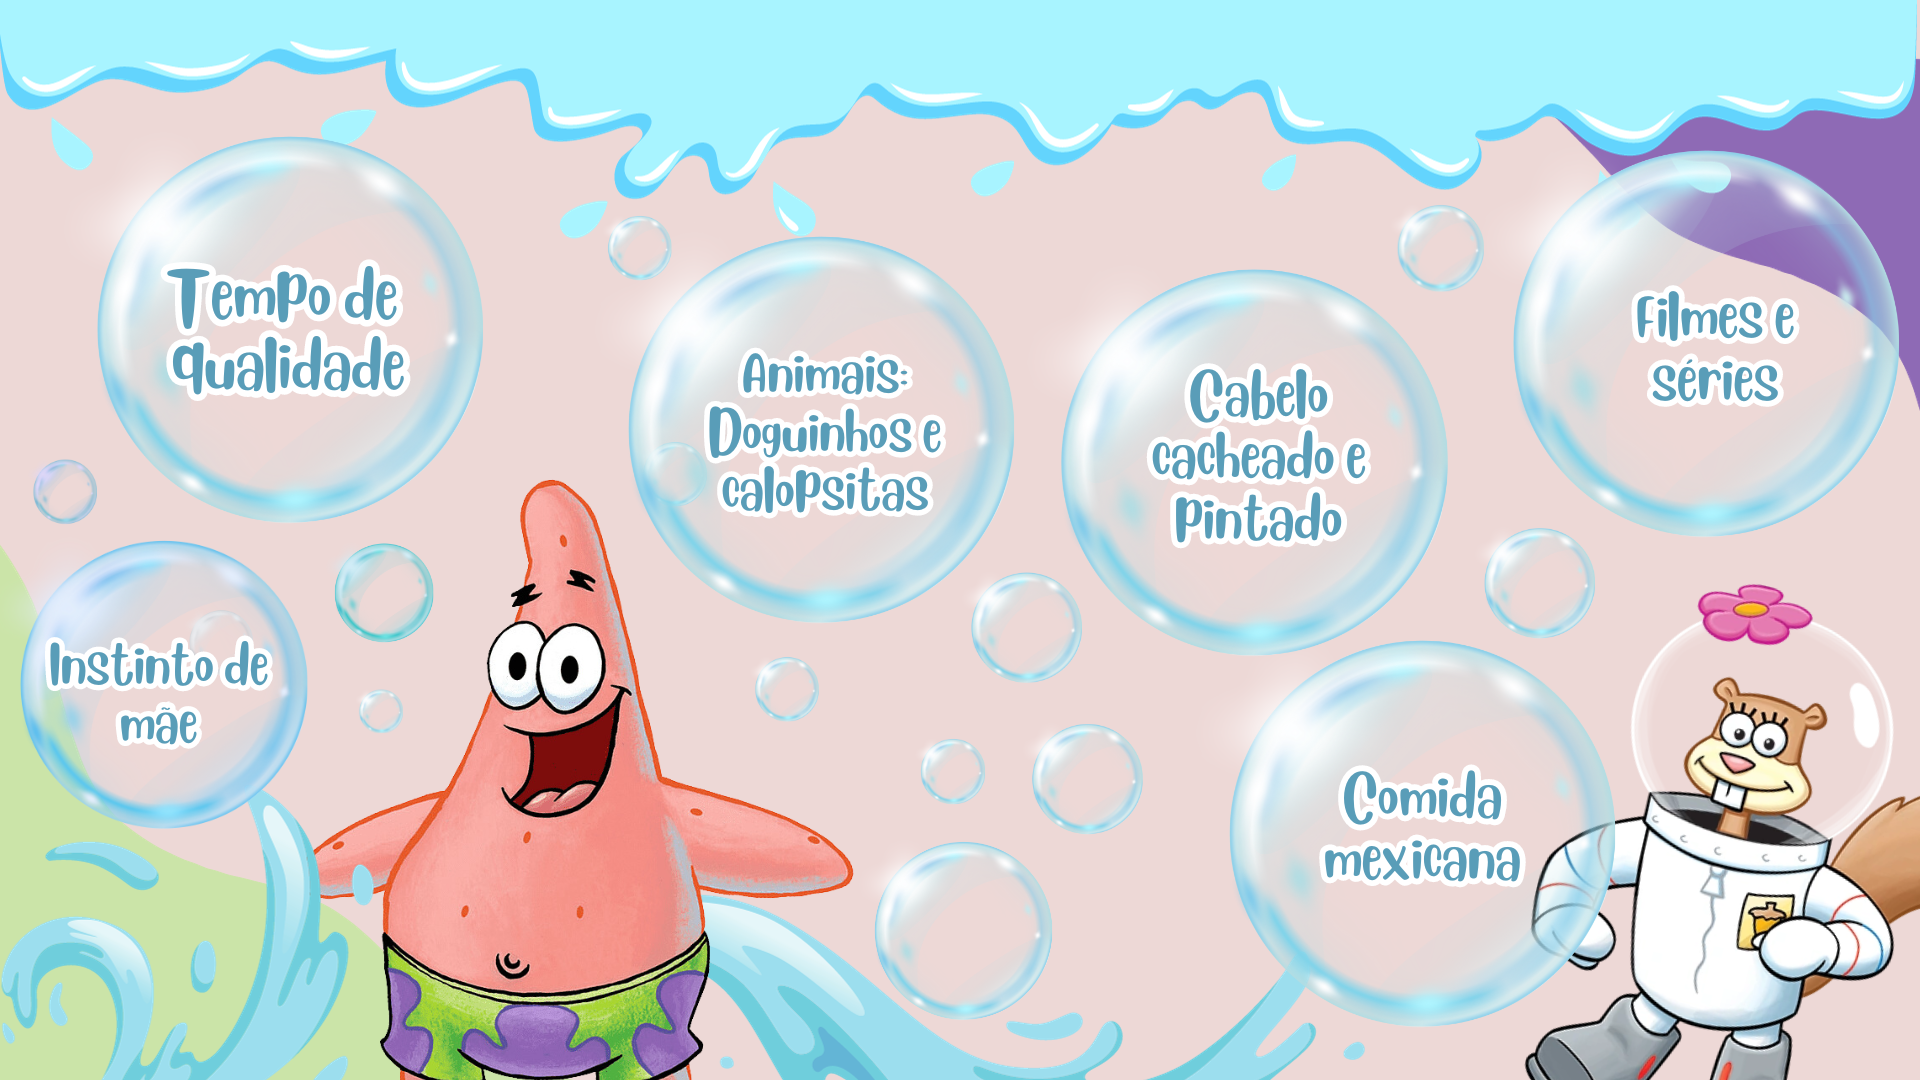 Tempo de
qualidade
Animais:
Doguinhos e
calopsitas
Cabelo
cacheado e
pintado
Filmes e
séries
Instinto de
mãe
Comida
mexicana